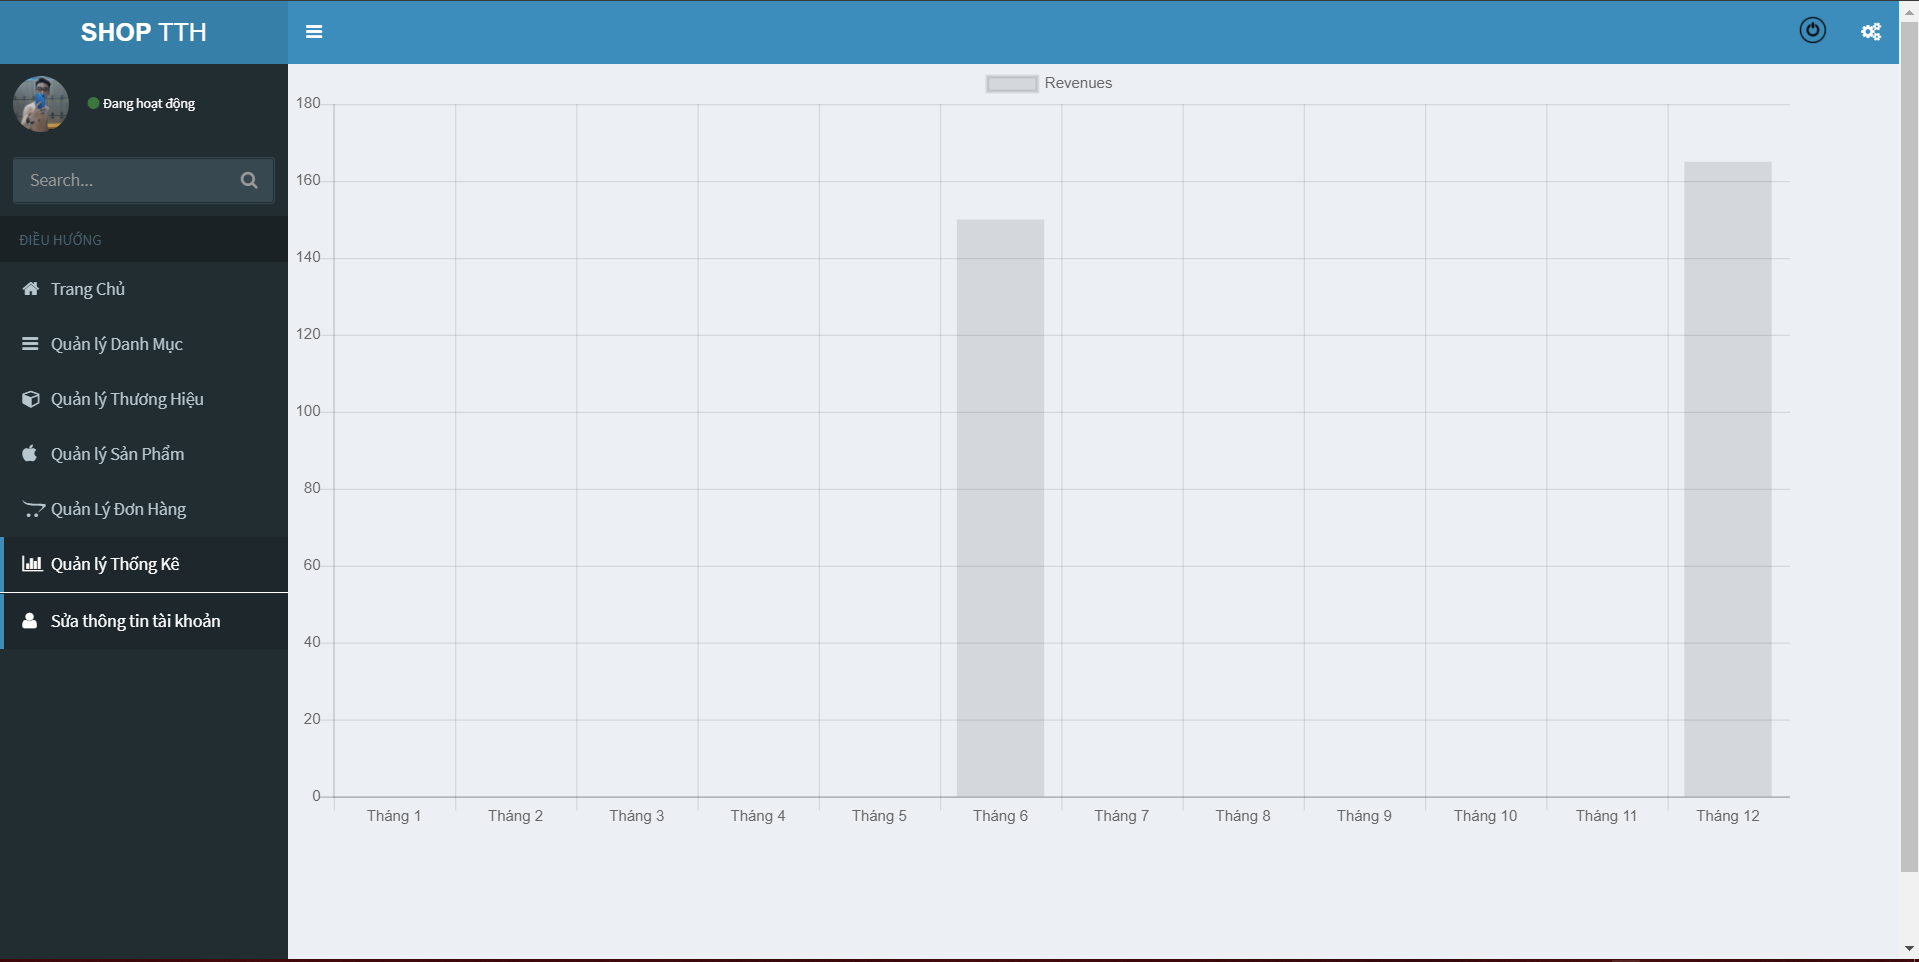 SHOP TTH
Đang hoạt động
Search...
ĐIỀU HƯỚNG
Trang Chủ
Quản lý Danh Mục
Quản lý Thương Hiệu
Quản lý Sản Phẩm
Quản Lý Đơn Hàng
Quản lý Thống Kê
Sửa thông tin tài khoản
Revenues
180
160
140
120
100
80
60
40
20
0
Tháng 1 Tháng 2 Tháng 3 Tháng 4 Tháng 5 Tháng 6 Tháng 7 Tháng 8 Tháng 9 Tháng 10 Tháng 11 Tháng 12